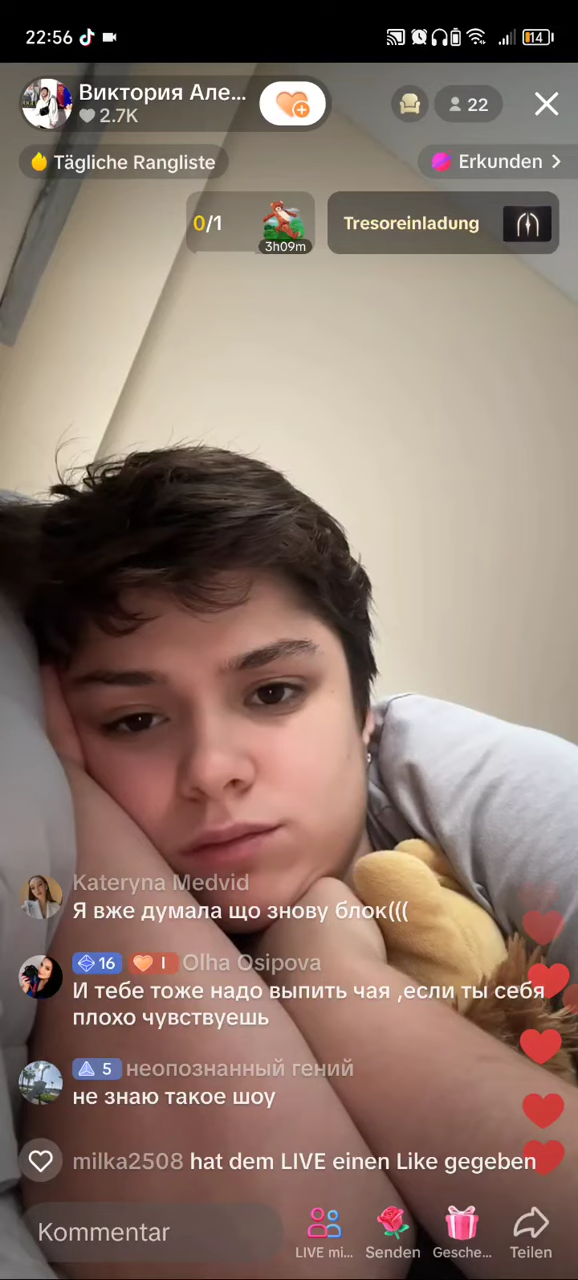 22:56
14
Виктория Але...
2.7K
22
Tägliche Rangliste
Erkunden
0/1
3h09m
Tresoreinladung
Kateryna Medvid
Я вже думала що знову блок(((
16 I Olha Osipova
И тебе тоже надо выпить чая ,если ты себя
плохо чувствуешь
5 неопознанный гений
не знаю такое шоу
milka2508 hat dem LIVE einen Like gegeben
Kommentar
LIVE mi...
Senden
Gesche...
Teilen